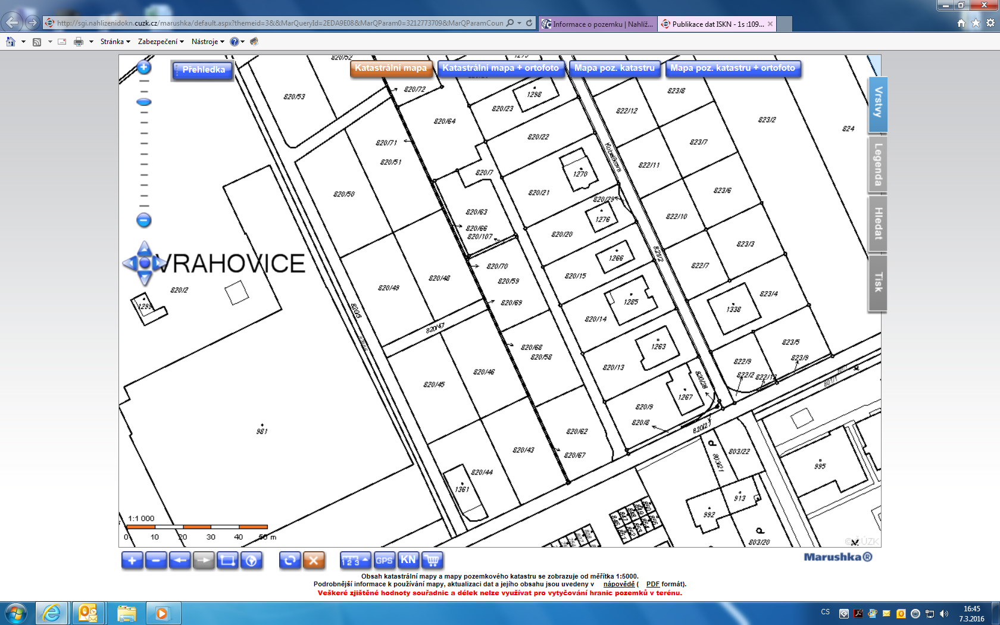 http://sgi.nahlizenidokn.cuzk.cz/marushka/default.aspx?themeid=3&&MarQueryId=2EDA9E08&MarQParam0=3212773709&MarQParamCoun
Informace o pozemku | Nahlíž...
Publikace dat ISKN - 1s :109...
Stránka
Zabezpečení
Nástroje
Přehledka
Katastrální mapa
Katastrální mapa + ortofoto
Mapa poz. katastru
Mapa poz. katastru + ortofoto
Vrstvy
Legenda
Hledat
Tisk
820/52
820/53
820/72
1298
823/8
820/23
822/12
820/64
823/2
824
820/22
820/71
823/7
820/51
Kubelíkova
822/11
820/7
1270
820/50
820/21
823/6
820/29
820/63
822/10
1276
820/66
820/20
820/107
823/3
821/2
1266
VRAHOVICE
820/70
822/7
820/15
820/48
820/59
820/49
820/2
823/4
1299
820/69
1285
1338
820/3
820/14
820/47
823/5
820/68
1263
820/58
823/9
822/9
820/13
820/46
822/2
822/13
820/45
820/28
801/1
1267
820/9
820/8
820/27
981
820/62
820/43
803/22
820/67
803/21
995
820/44
1361
913
992
803/20
1:1 000
0 10 20 30 40 50 m
© ČÚZK
1 2 3
GPS
KN
Marushka®
Obsah katastrální mapy a mapy pozemkového katastru se zobrazuje od měřítka 1:5000.
Podrobnější informace k používání mapy, aktualizaci dat a jejího obsahu jsou uvedeny v nápovědě ( PDF formát).
Veškeré zjištěné hodnoty souřadnic a délek nelze využívat pro vytyčování hranic pozemků v terénu.
CS
16:45
7.3.2016